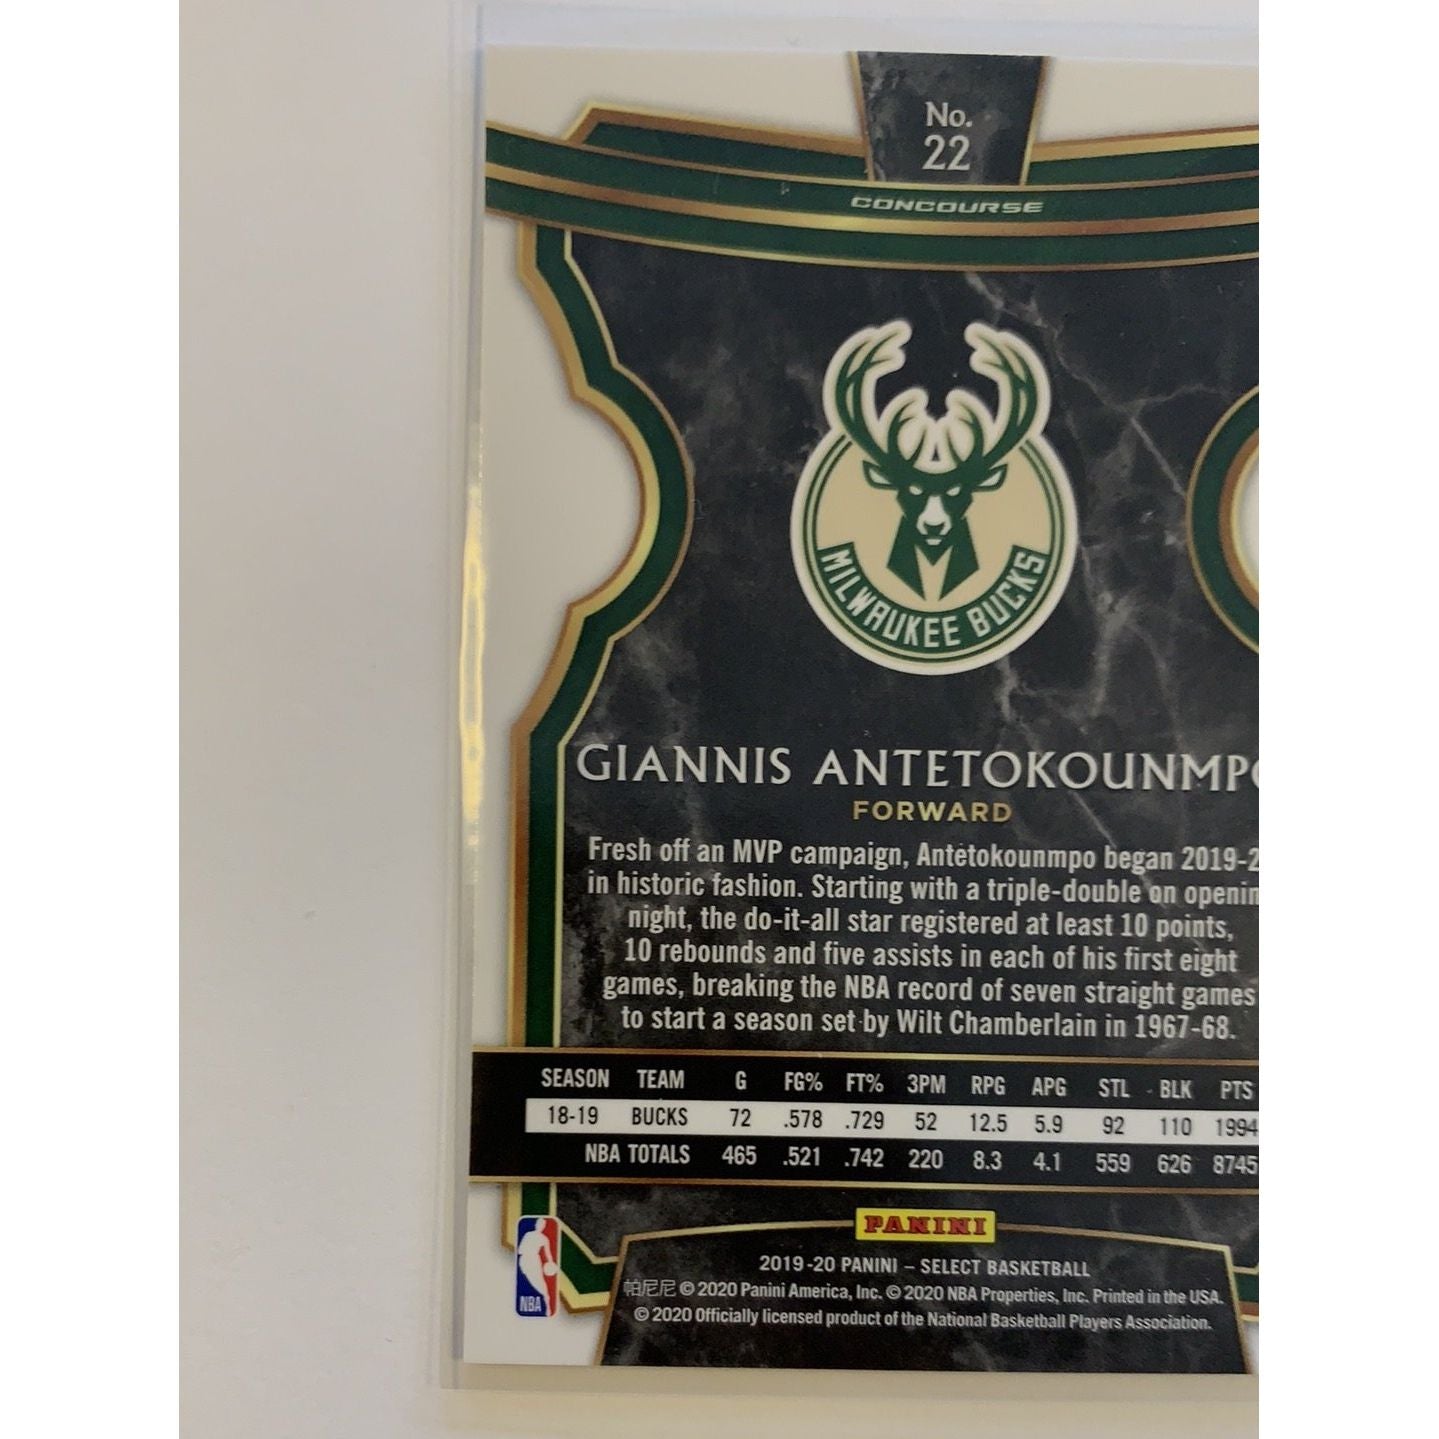 No.
22
CONCOURSE
MILWAUKEE BUCKS
GIANNIS ANTETOKOUNMPO
FORWARD
Fresh off an MVP campaign, Antetokounmpo began 2019-2
in historic fashion. Starting with a triple-double on openin
night, the do-it-all star registered at least 10 points,
10 rebounds and five assists in each of his first eight
games, breaking the NBA record of seven straight games
to start a season set by Wilt Chamberlain in 1967-68.
SEASON TEAM G FG% FT% 3PM RPG APG STL BLK PTS
18-19 BUCKS 72 .578 .729 52 12.5 5.9 92 110 1994
NBA TOTALS 465 .521 .742 220 8.3 4.1 559 626 8745
PANINI
NBA
2019-20 PANINI – SELECT BASKETBALL
帕尼尼 © 2020 Panini America, Inc. © 2020 NBA Properties, Inc. Printed in the USA.
© 2020 Officially licensed product of the National Basketball Players Association.